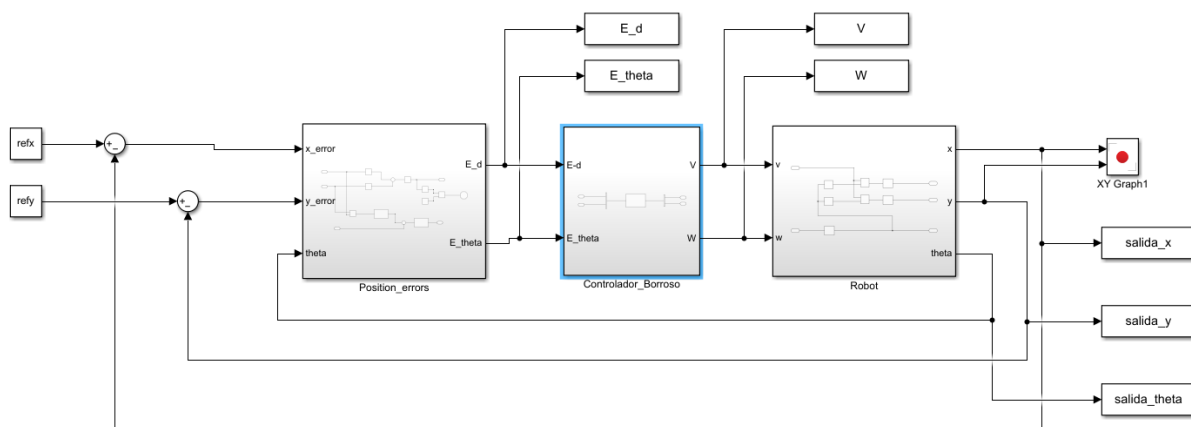 E_d
V
E_theta
W
refx
+
-
x_error
E_d
E-d
V
v
x
XY Graph1
refy
+
-
y_error
y
theta
E_theta
E_theta
W
w
theta
salida_x
Position_errors
Controlador_Borroso
Robot
salida_y
salida_theta